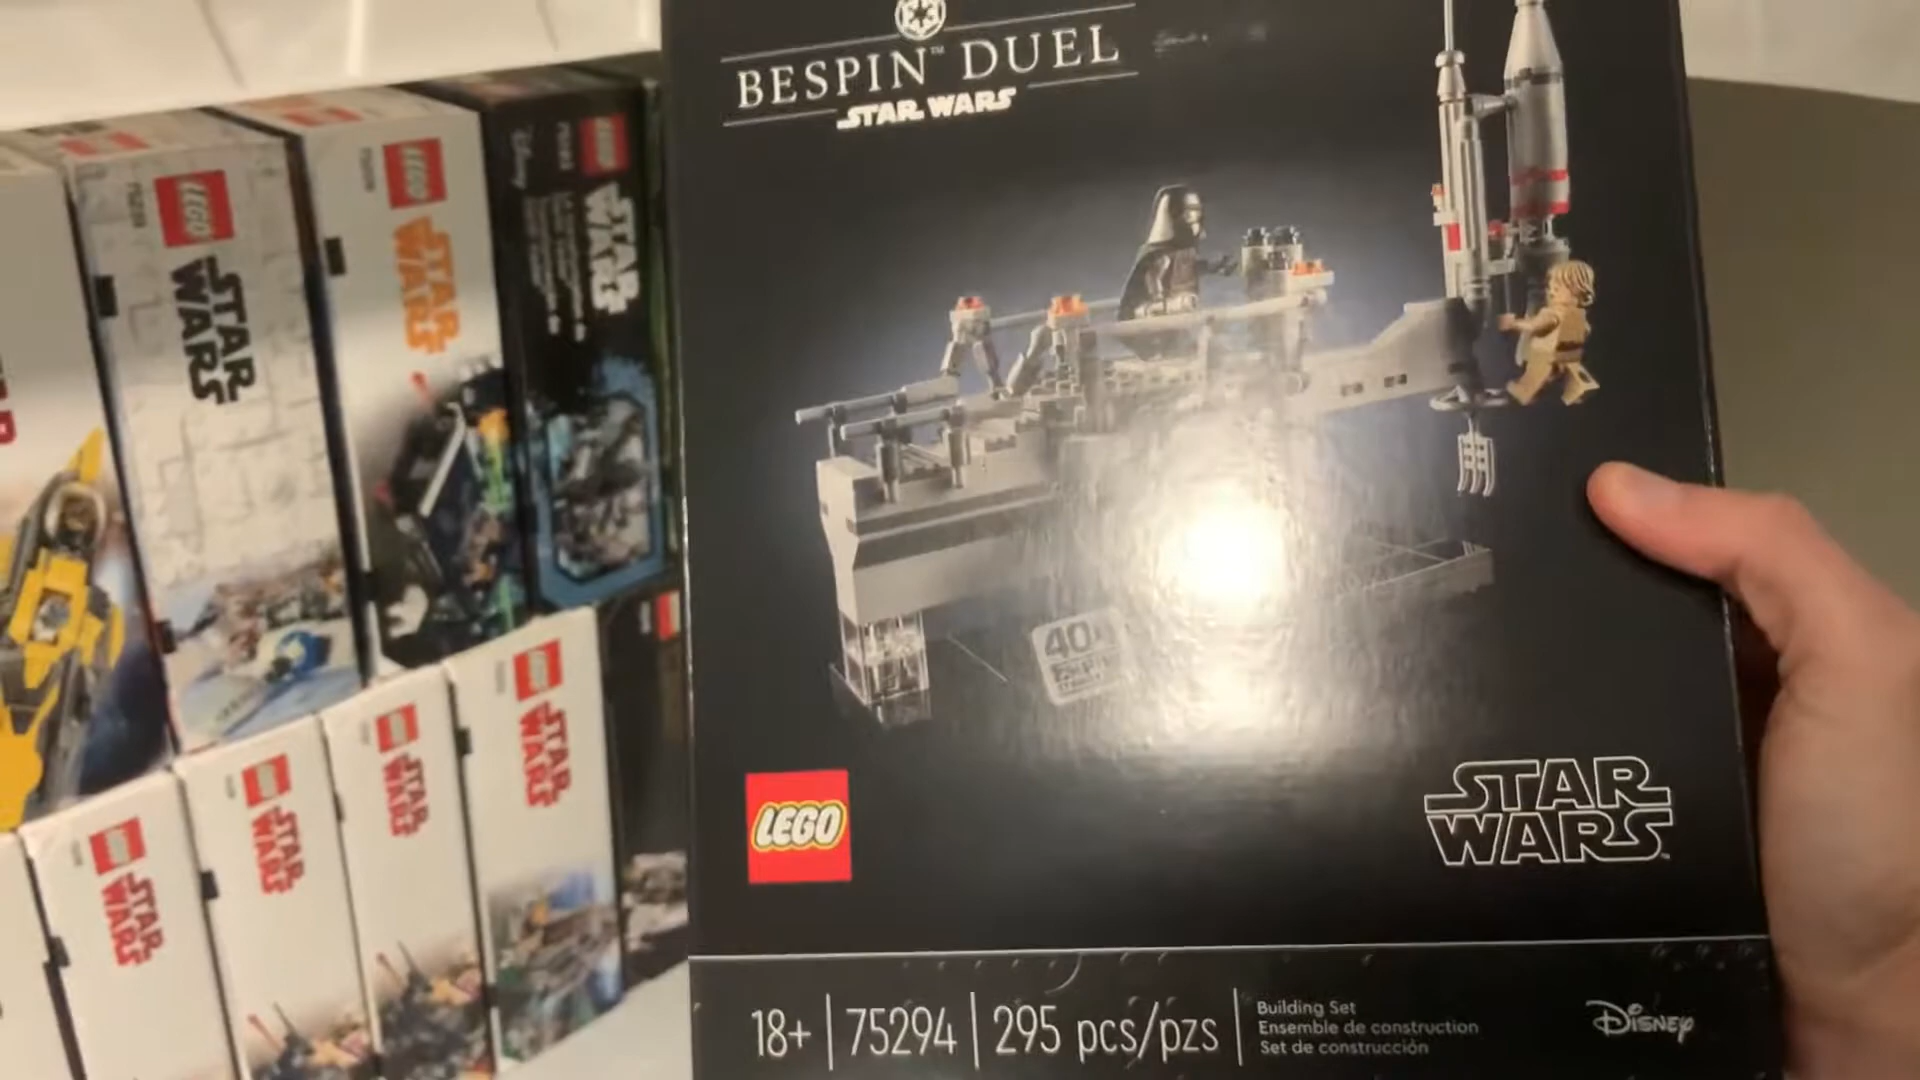 BESPIN™ DUEL
STAR WARS
40
LEGO
STAR
WARS
18+ | 75294 | 295 pcs/pzs
Building Set
Ensemble de construction
Set de construcción
Disney
LEGO
STAR
WARS
LEGO
STAR
WARS
LEGO
STAR
WARS
Disney
LEGO
STAR
WARS
LEGO
STAR
WARS
LEGO
STAR
WARS
LEGO
STAR
WARS